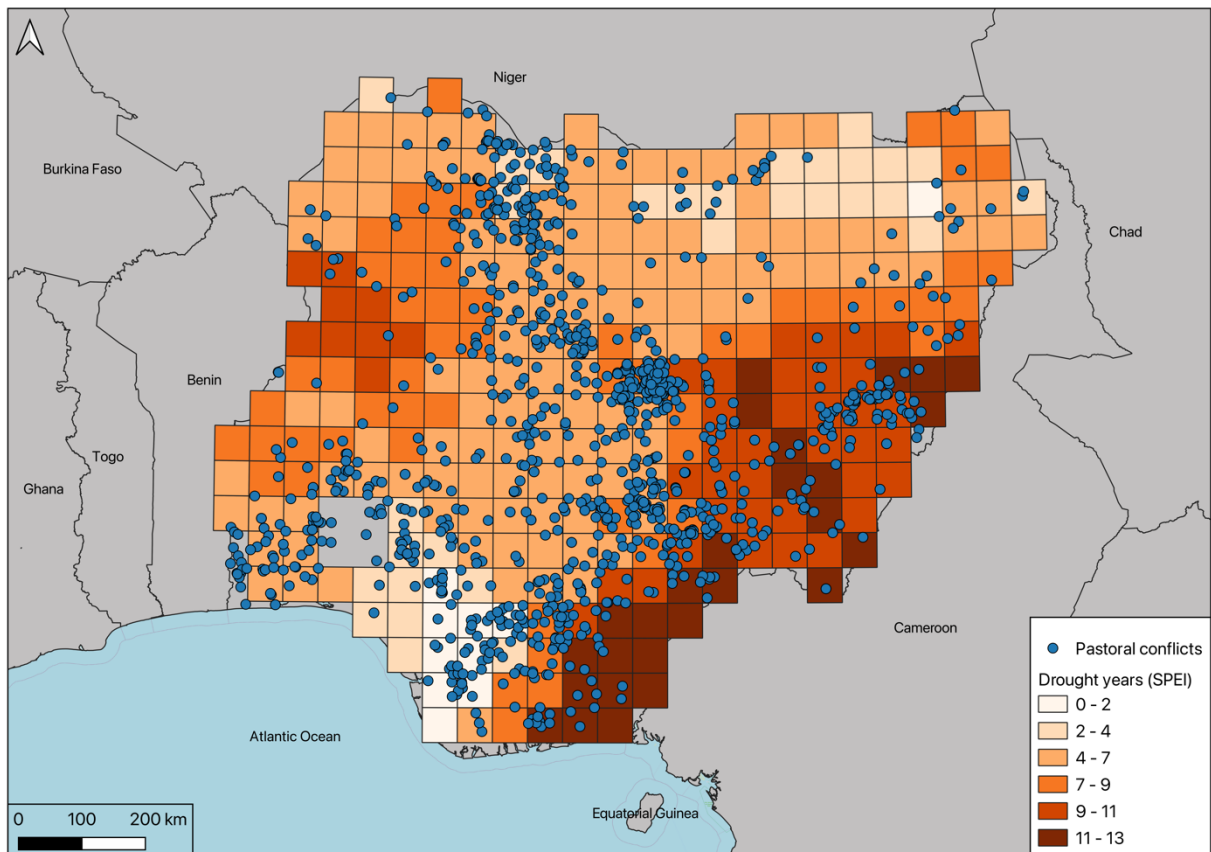 Niger
Burkina Faso
Chad
Benin
Togo
Ghana
Cameroon
Atlantic Ocean
Equatorial Guinea
Pastoral conflicts
Drought years (SPEI)
0 - 2
2 - 4
4 - 7
7 - 9
9 - 11
11 - 13
0 100 200 km